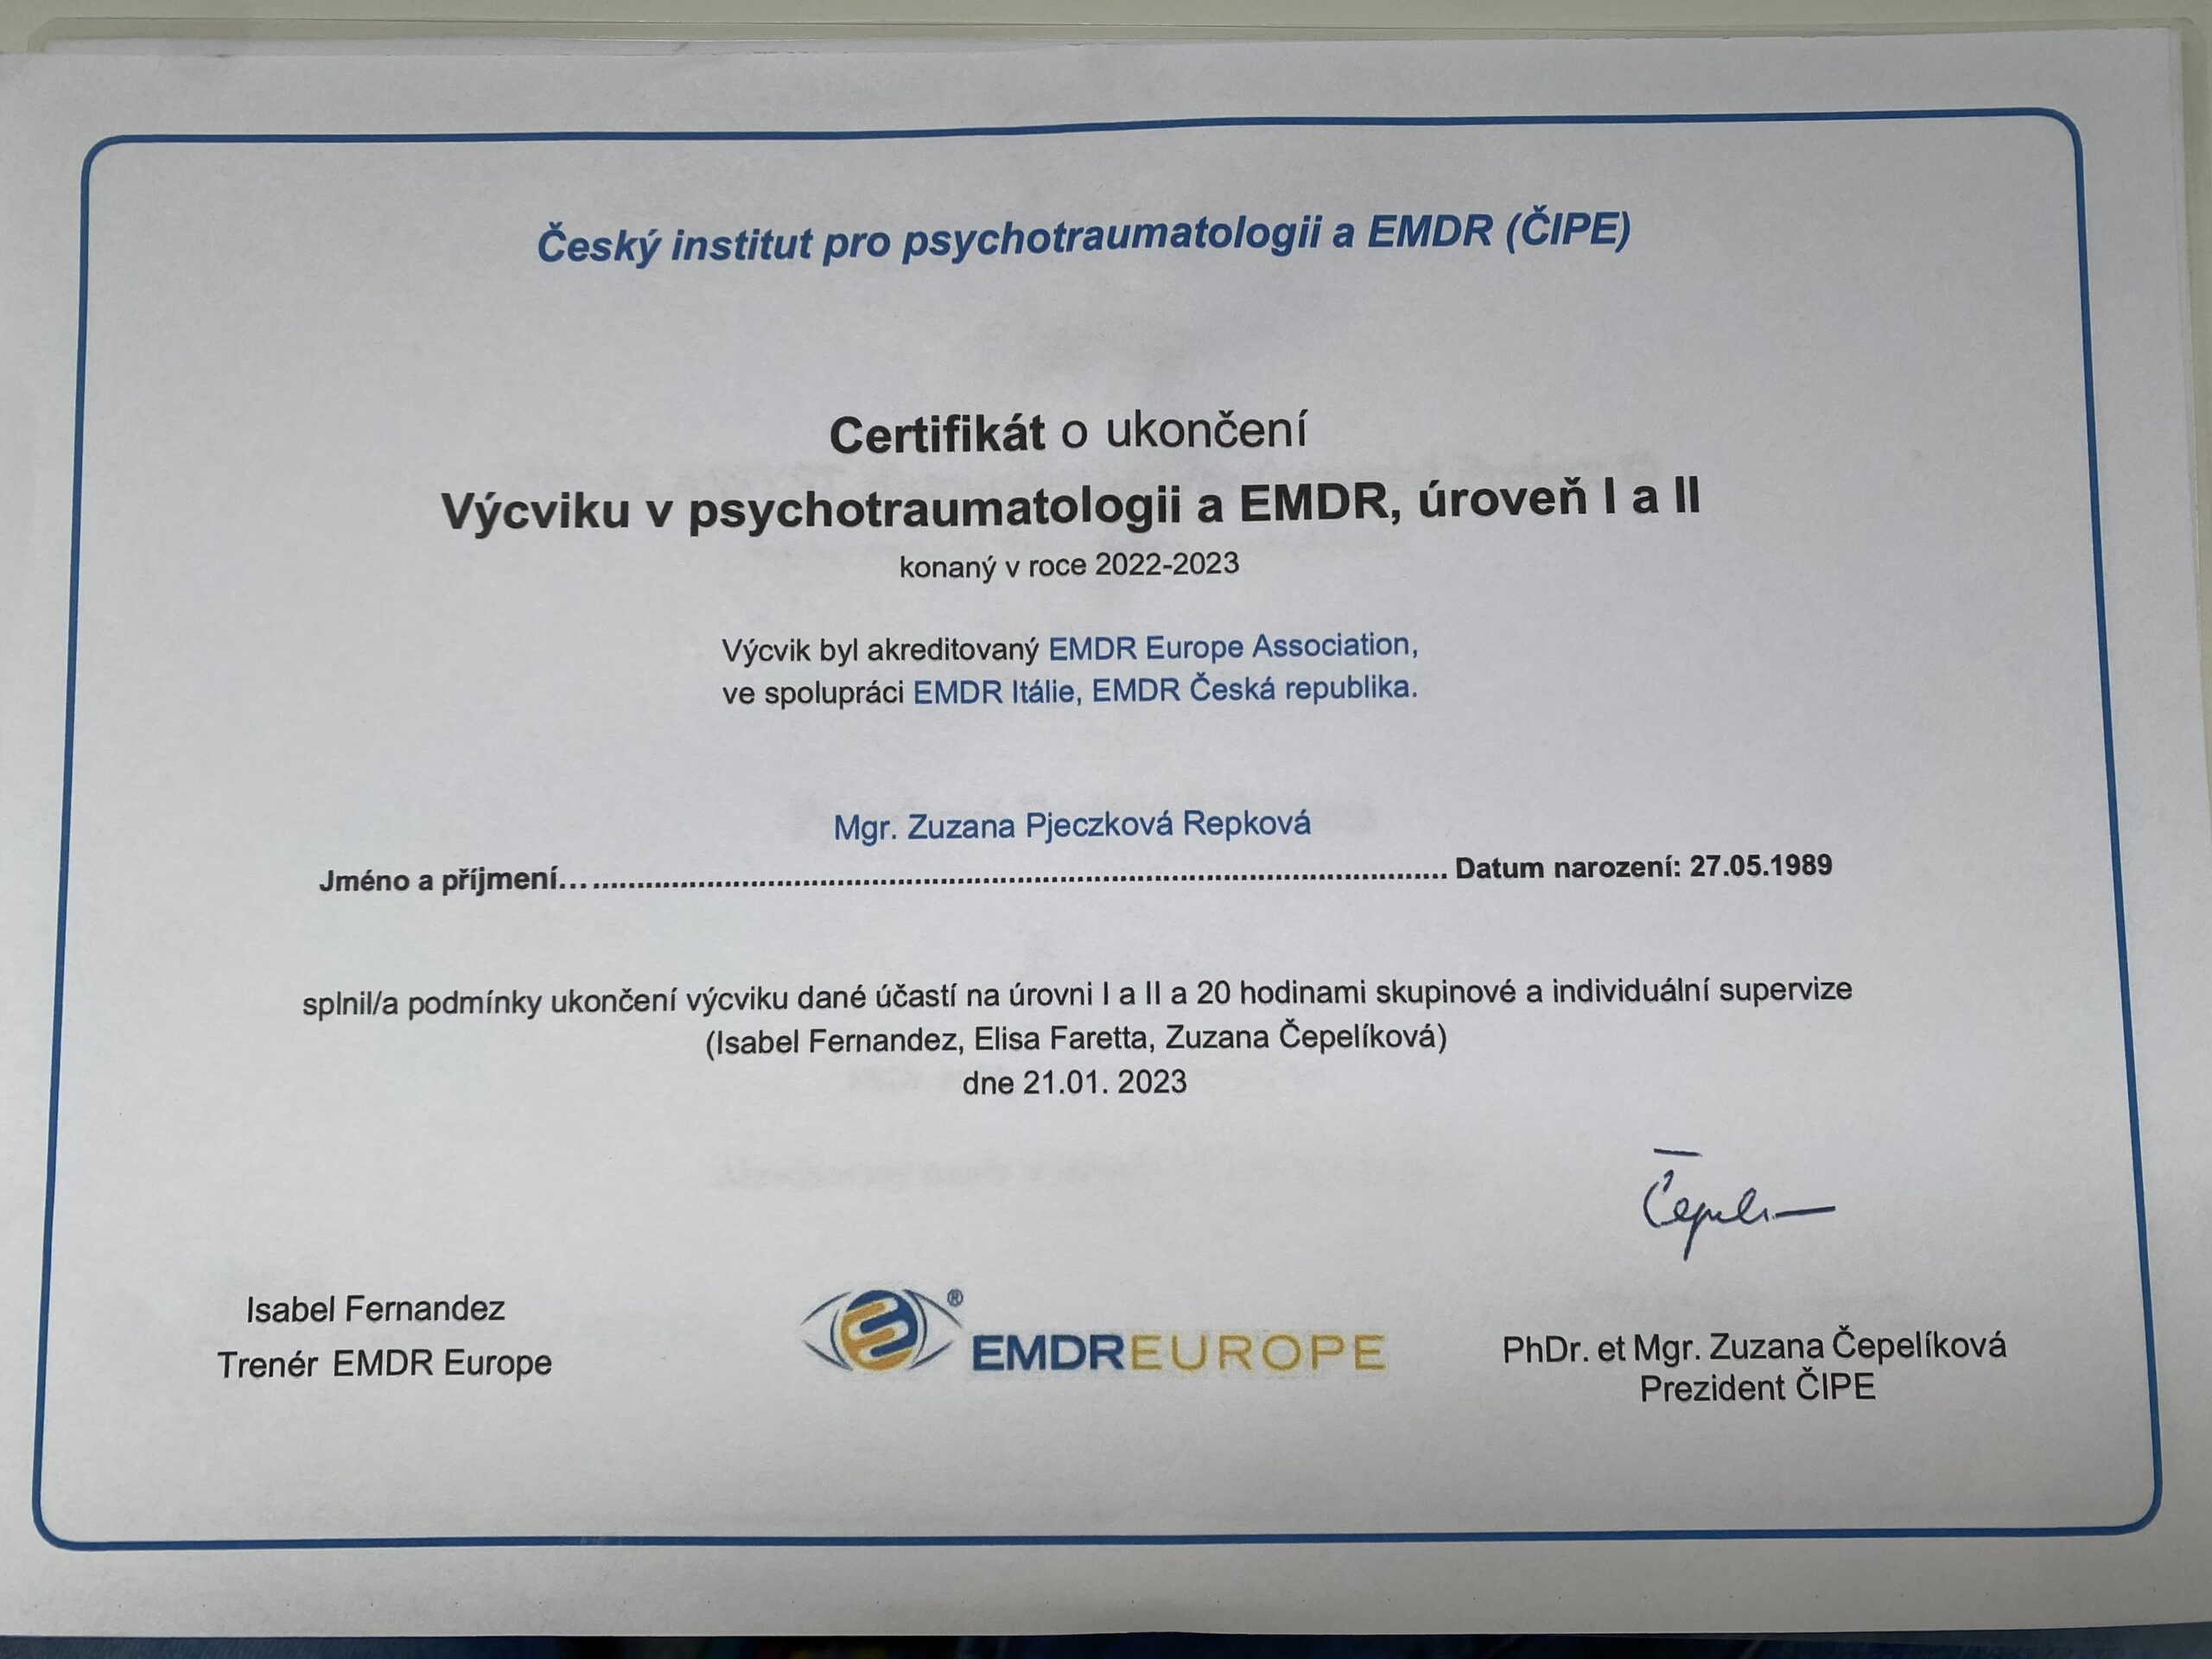 Český institut pro psychotraumatologii a EMDR (ČIPE)
Certifikát o ukončení
Výcviku v psychotraumatologii a EMDR, úroveň I a II
konaný v roce 2022-2023
Výcvik byl akreditovaný EMDR Europe Association,
ve spolupráci EMDR Itálie, EMDR Česká republika.
Mgr. Zuzana Pjeczková Repková
Jméno a příjmení................................................................................................ Datum narození: 27.05.1989
splnil/a podmínky ukončení výcviku dané účastí na úrovni I a II a 20 hodinami skupinové a individuální supervize
(Isabel Fernandez, Elisa Faretta, Zuzana Čepelíková)
dne 21.01. 2023
Isabel Fernandez
Trenér EMDR Europe
® EMDREUROPE
PhDr. et Mgr. Zuzana Čepelíková
Prezident ČIPE